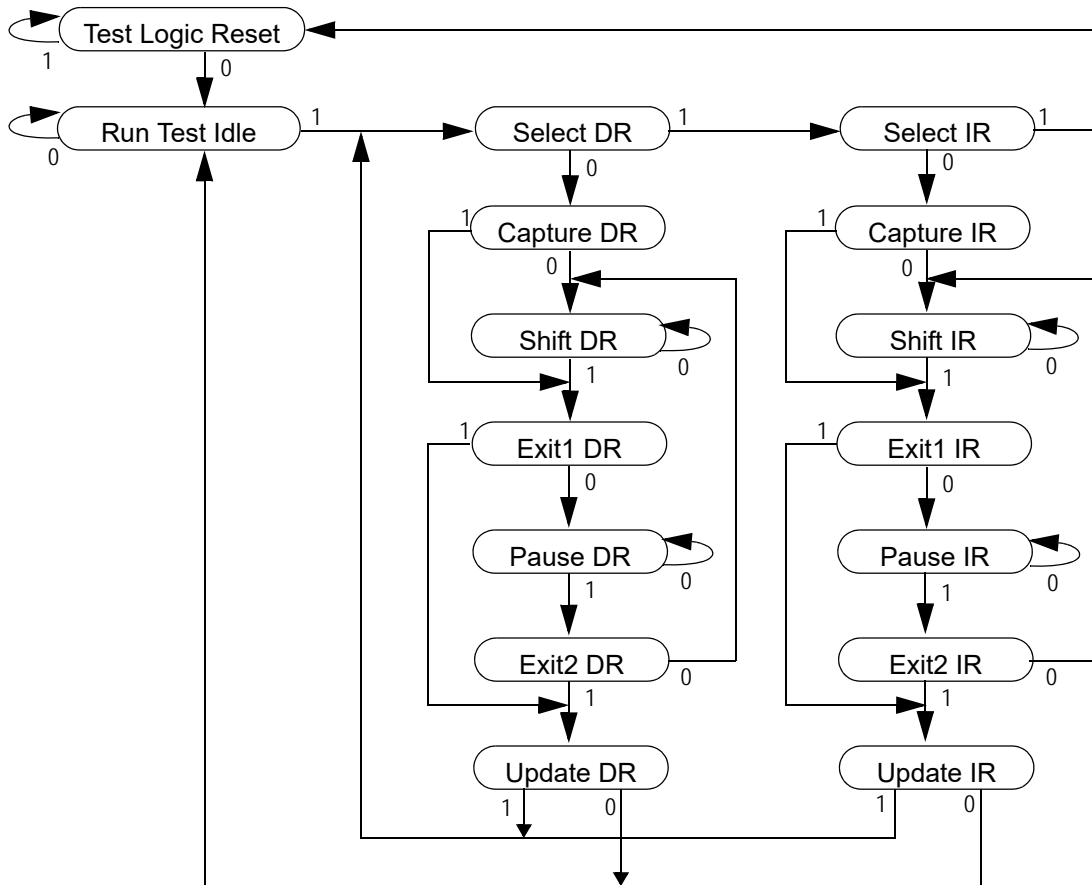 Test Logic Reset
1
0
Run Test Idle
1
Select DR
1
Select IR
1
0
0
0
1
Capture DR
1
Capture IR
0
0
Shift DR
0
Shift IR
0
1
1
1
Exit1 DR
1
Exit1 IR
0
0
Pause DR
0
Pause IR
0
1
1
Exit2 DR
0
Exit2 IR
0
1
1
Update DR
Update IR
1
0
1
0